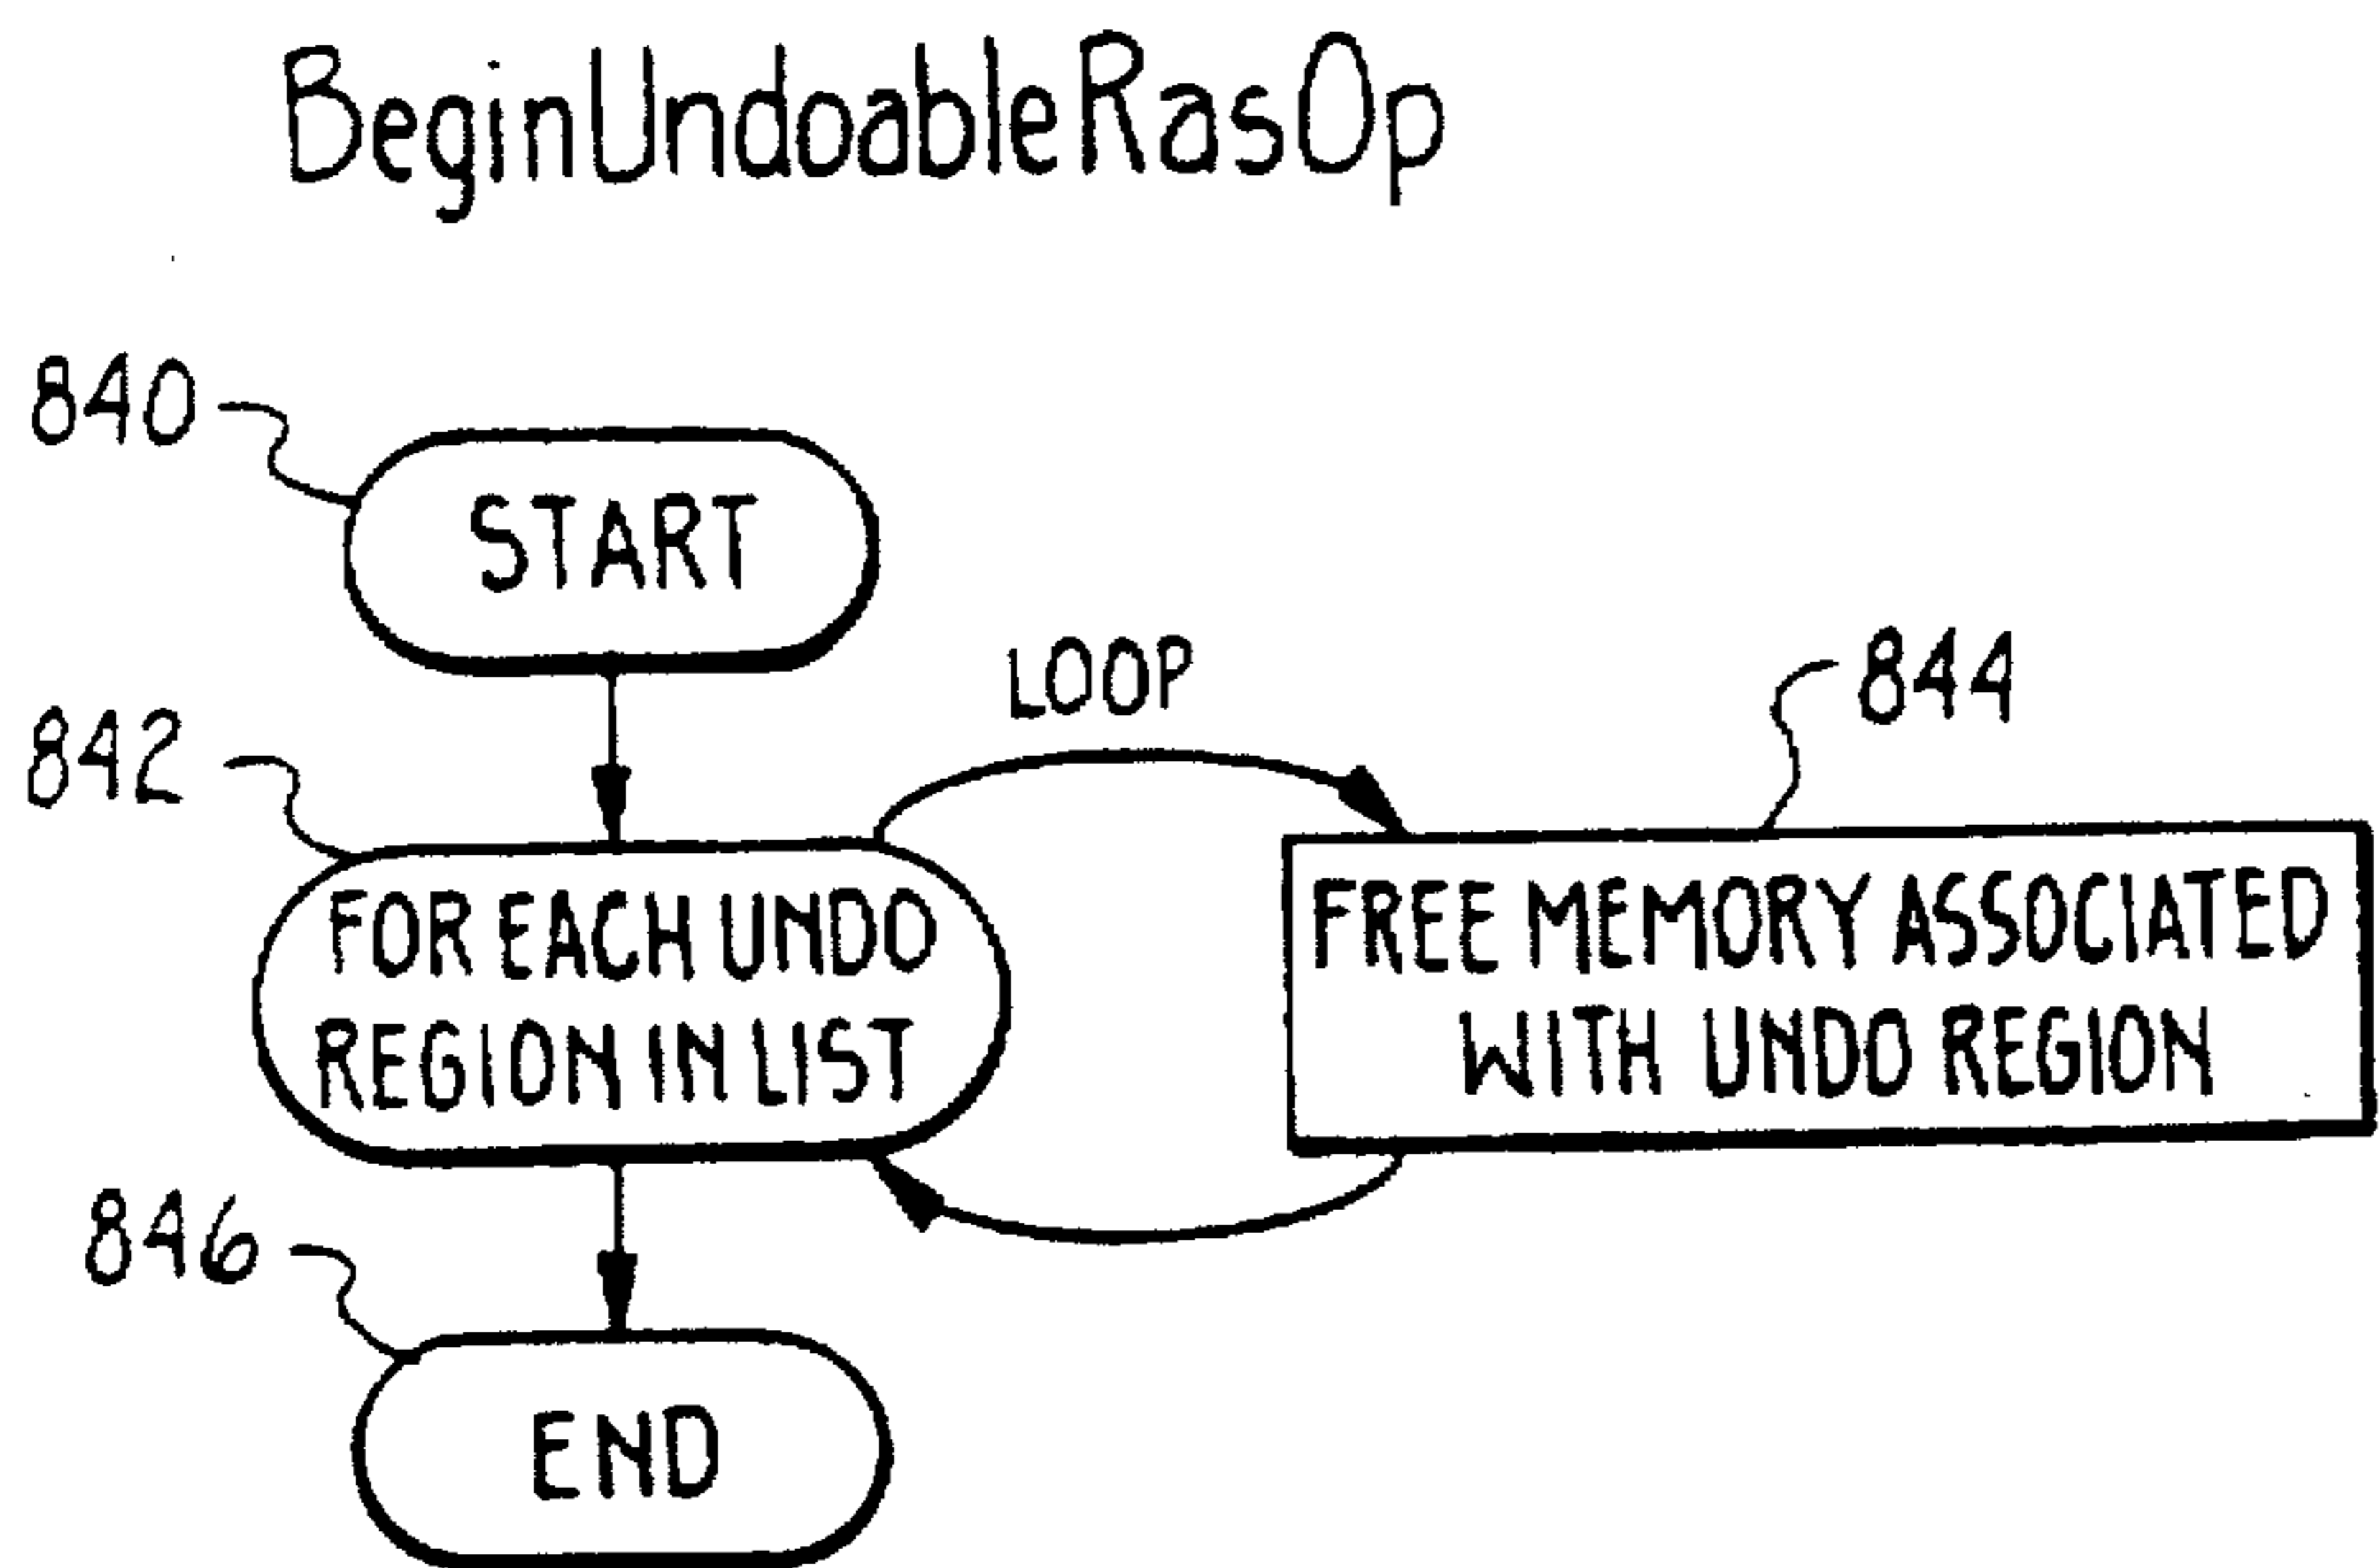 BeginUndoableRasOp
840
START
LOOP
844
842
FOR EACH UNDO
REGION IN LIST
FREE MEMORY ASSOCIATED
WITH UNDO REGION
846
END